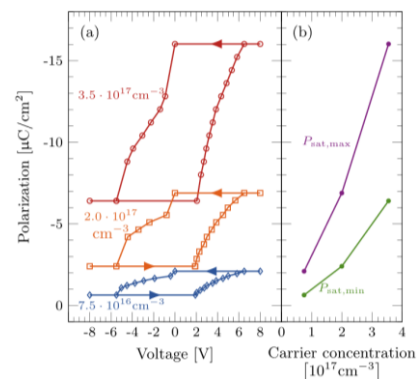 (a)
(b)
Polarization [μC/cm²]
-15
-10
-5
0
3.5 · 10¹⁷cm⁻³
2.0 · 10¹⁷
cm⁻³
7.5 · 10¹⁶cm⁻³
P_sat,max
P_sat,min
-8 -6 -4 -2 0 2 4 6 8
0 1 2 3 4
Voltage [V]
Carrier concentration
[10¹⁷cm⁻³]